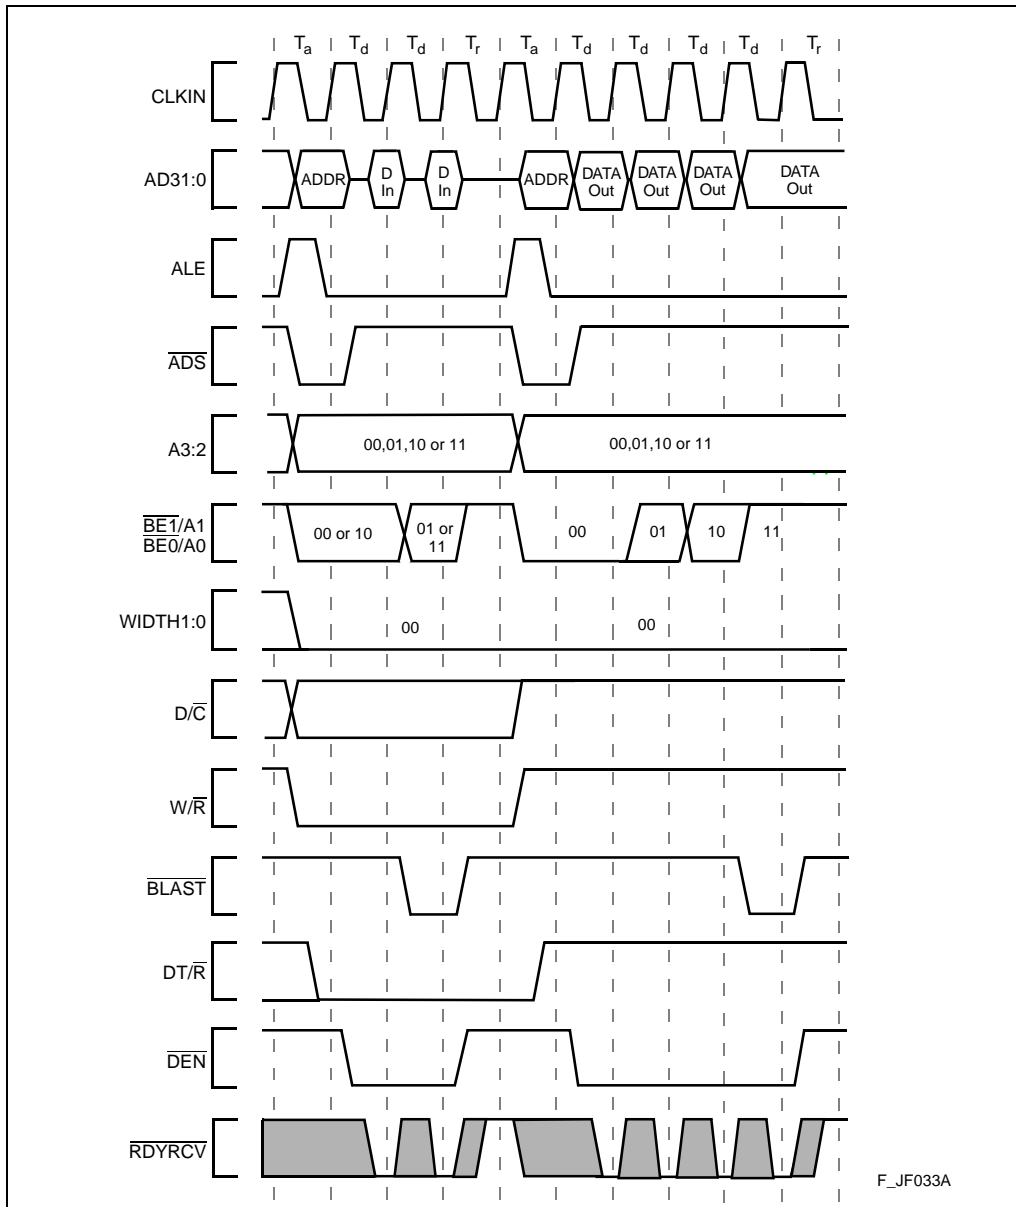 Ta Td Td Tr Ta Td Td Td Td Tr
CLKIN
AD31:0
ADDR
D
In
D
In
ADDR
DATA
Out
DATA
Out
DATA
Out
DATA
Out
ALE
ADS
A3:2
00,01,10 or 11
00,01,10 or 11
BE1/A1
BE0/A0
00 or 10
01 or
11
00
01
10
11
WIDTH1:0
00
00
D/C
W/R
BLAST
DT/R
DEN
RDYRCV
F_JF033A